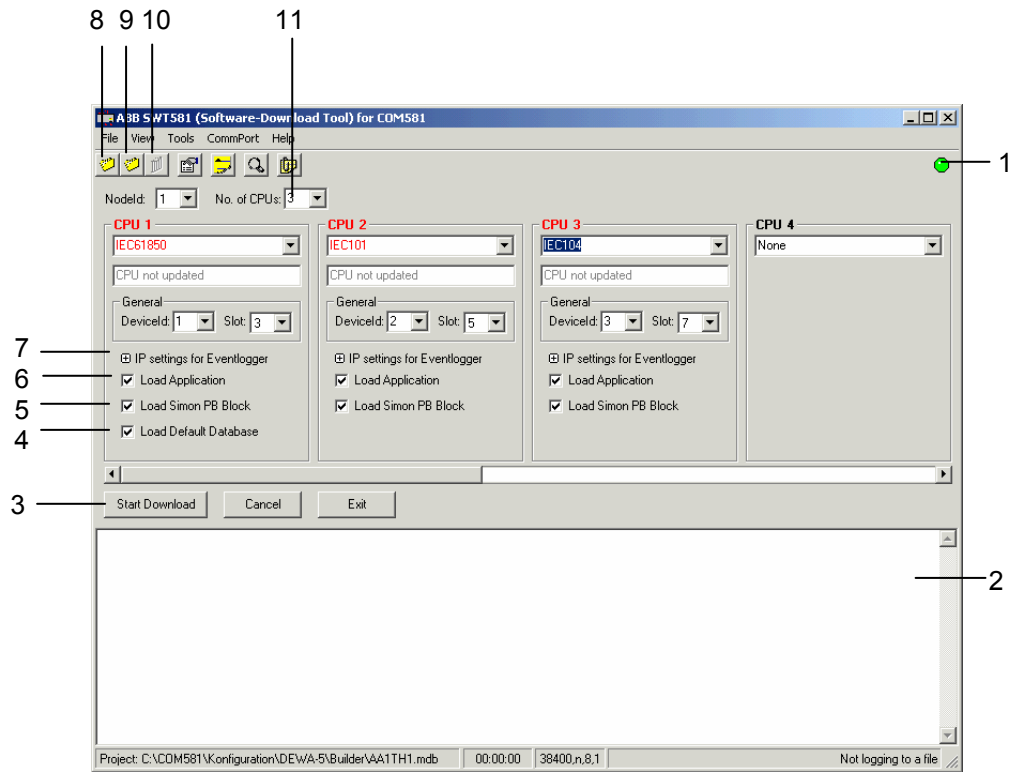 8 9 10 11
ABB SWT581 (Software-Download Tool) for COM581
File View Tools CommPort Help
1
NodeId: 1 No. of CPUs: 3
CPU 1 CPU 2 CPU 3 CPU 4
IEC61850 IEC101 IEC104 None
CPU not updated CPU not updated CPU not updated
General General General
DeviceId: 1 Slot: 3 DeviceId: 2 Slot: 5 DeviceId: 3 Slot: 7
7 IP settings for Eventlogger IP settings for Eventlogger IP settings for Eventlogger
6 Load Application Load Application Load Application
5 Load Simon PB Block Load Simon PB Block Load Simon PB Block
4 Load Default Database
3 Start Download Cancel Exit
2
Project: C:\COM581\Konfiguration\DEWA-5\Builder\AA1TH1.mdb 00:00:00 38400,n,8,1 Not logging to a file